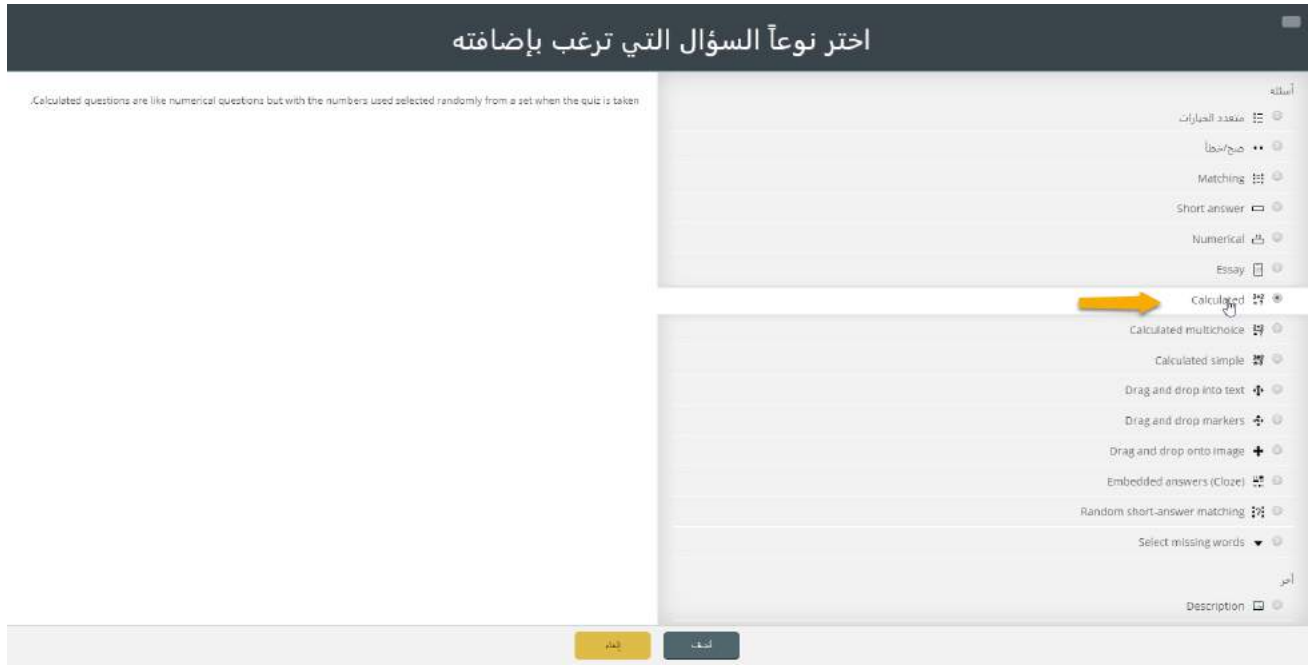 اختر نوعاً السؤال التي ترغب بإضافته
أسئلة
متعدد الخيارات
صح/خطأ
Matching
Short answer
Numerical
Essay
Calculated
Calculated multichoice
Calculated simple
Drag and drop into text
Drag and drop markers
Drag and drop onto image
Embedded answers (Cloze)
Random short-answer matching
Select missing words
آخر
Description
.Calculated questions are like numerical questions but with the numbers used selected randomly from a set when the quiz is taken
أضف
إلغاء